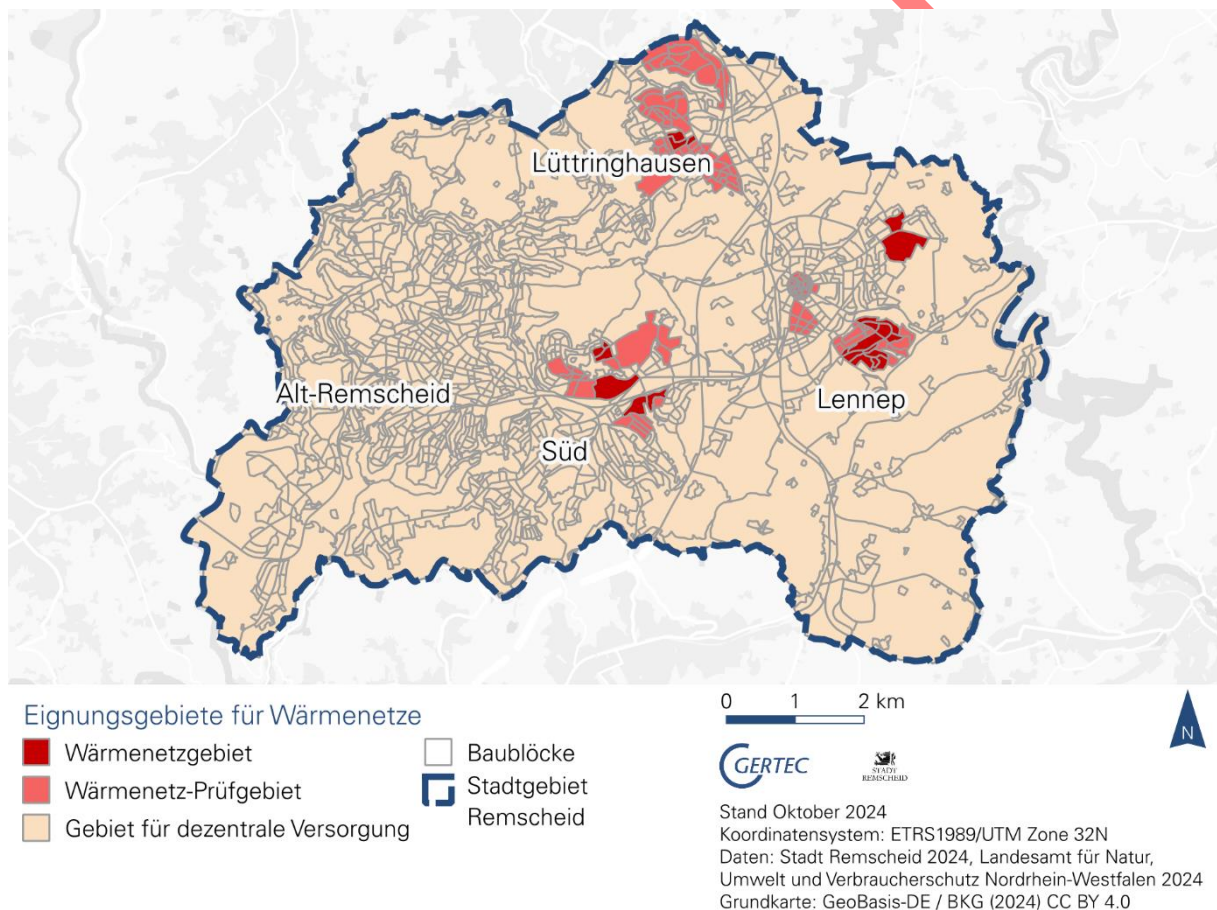 Lüttringhausen
Alt-Remscheid
Lennep
Süd
Eignungsgebiete für Wärmenetze
Wärmenetzgebiet
Wärmenetz-Prüfgebiet
Gebiet für dezentrale Versorgung
Baublöcke
Stadtgebiet
Remscheid
0 1 2 km
N
GERTEC
STADT
REMSCHEID
Stand Oktober 2024
Koordinatensystem: ETRS1989/UTM Zone 32N
Daten: Stadt Remscheid 2024, Landesamt für Natur,
Umwelt und Verbraucherschutz Nordrhein-Westfalen 2024
Grundkarte: GeoBasis-DE / BKG (2024) CC BY 4.0